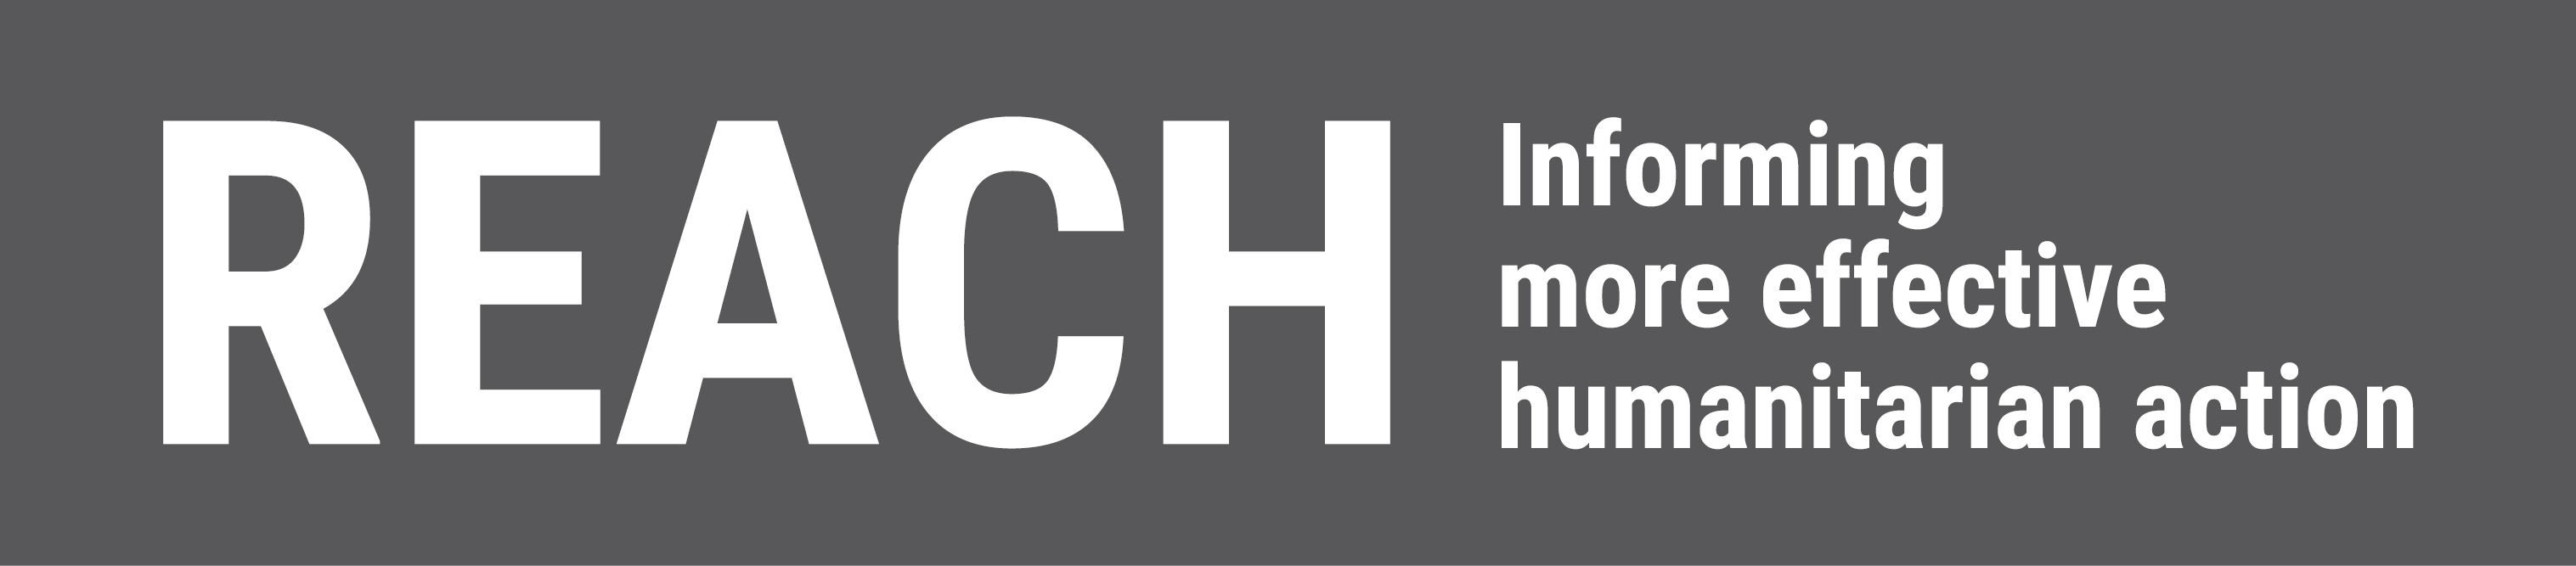 REACH
Informing
more effective
humanitarian action